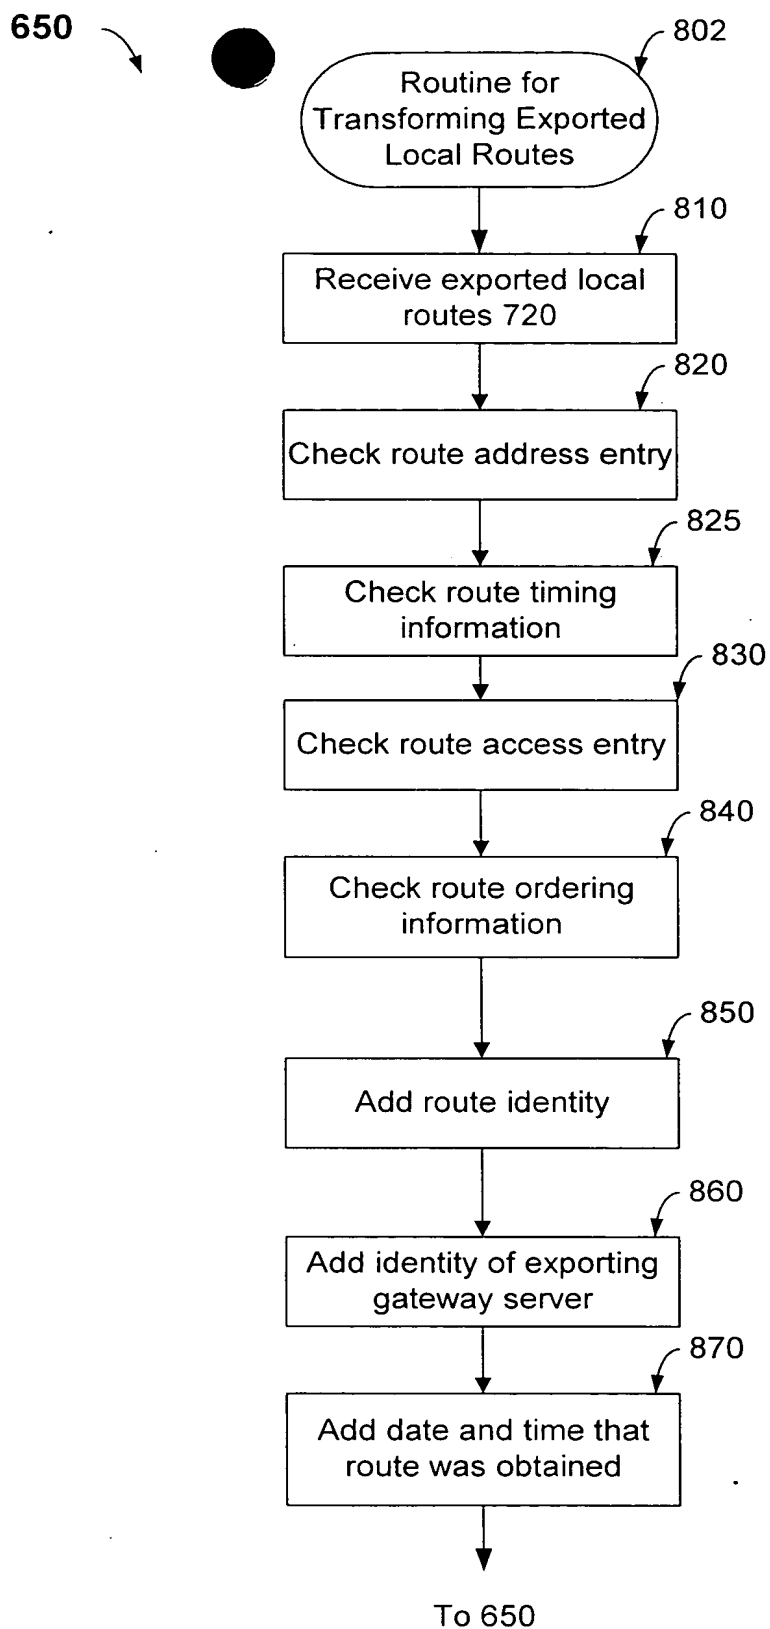 650
802
Routine for
Transforming Exported
Local Routes
810
Receive exported local
routes 720
820
Check route address entry
825
Check route timing
information
830
Check route access entry
840
Check route ordering
information
850
Add route identity
860
Add identity of exporting
gateway server
870
Add date and time that
route was obtained
To 650